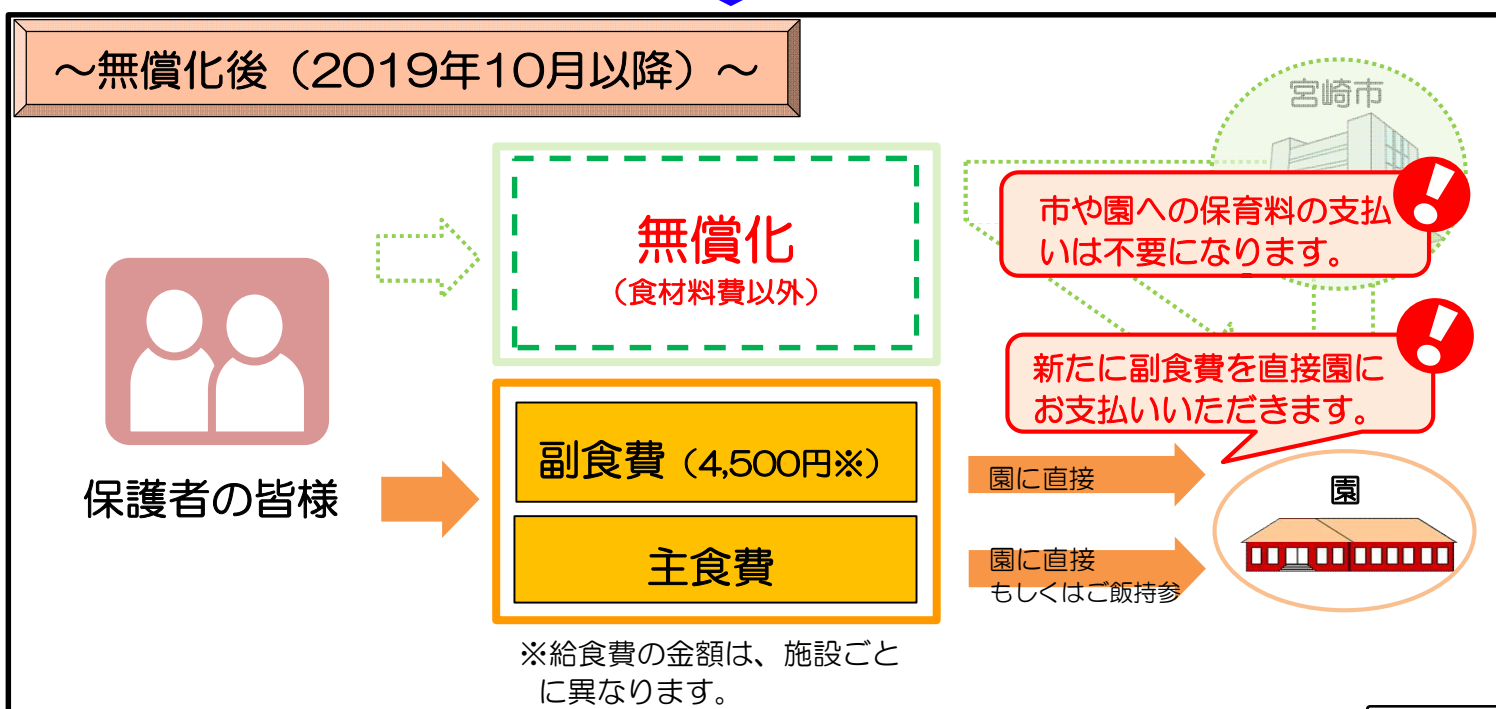 ～無償化後（2019年10月以降）～
宮崎市
無償化
（食材料費以外）
市や園への保育料の支払
いは不要になります。
新たに副食費を直接園に
お支払いいただきます。
保護者の皆様
副食費（4,500円※）
主食費
園に直接
園に直接
もしくはご飯持参
園
※給食費の金額は、施設ごと
に異なります。